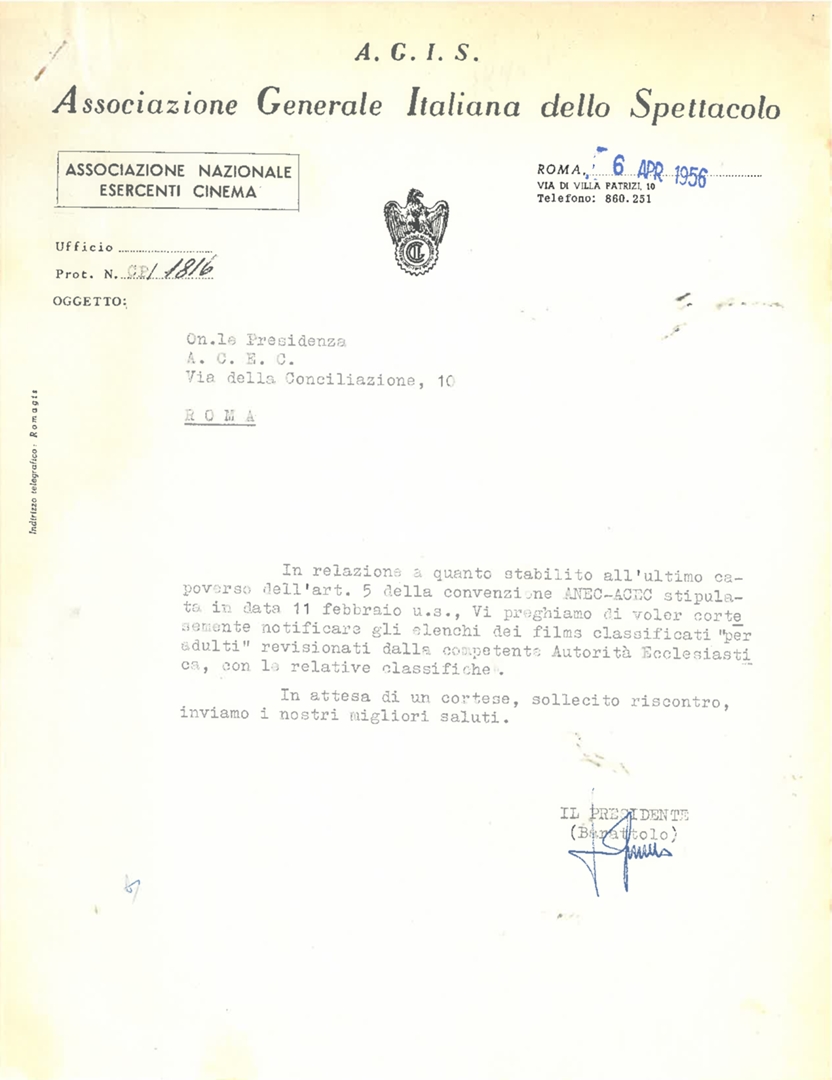 A. G. I. S.
Associazione Generale Italiana dello Spettacolo
ASSOCIAZIONE NAZIONALE
ESERCENTI CINEMA
ROMA, 6 APR 1956
VIA DI VILLA PATRIZI, 10
Telefono: 860.251
Ufficio
Prot. N. GP/ 1816
OGGETTO:
On.le Presidenza
A. C. E. C.
Via della Conciliazione, 10
R O M A
Indirizzo telegrafico: Romagis
In relazione a quanto stabilito all'ultimo ca-
poverso dell'art. 5 della convenzione ANEC-ACEC stipula-
ta in data 11 febbraio u.s., Vi preghiamo di voler corte
semente notificare gli elenchi dei films classificati "per
adulti" revisionati dalla competente Autorità Ecclesiasti
ca, con le relative classifiche.
In attesa di un cortese, sollecito riscontro,
inviamo i nostri migliori saluti.
IL PRESIDENTE
(Barattolo)